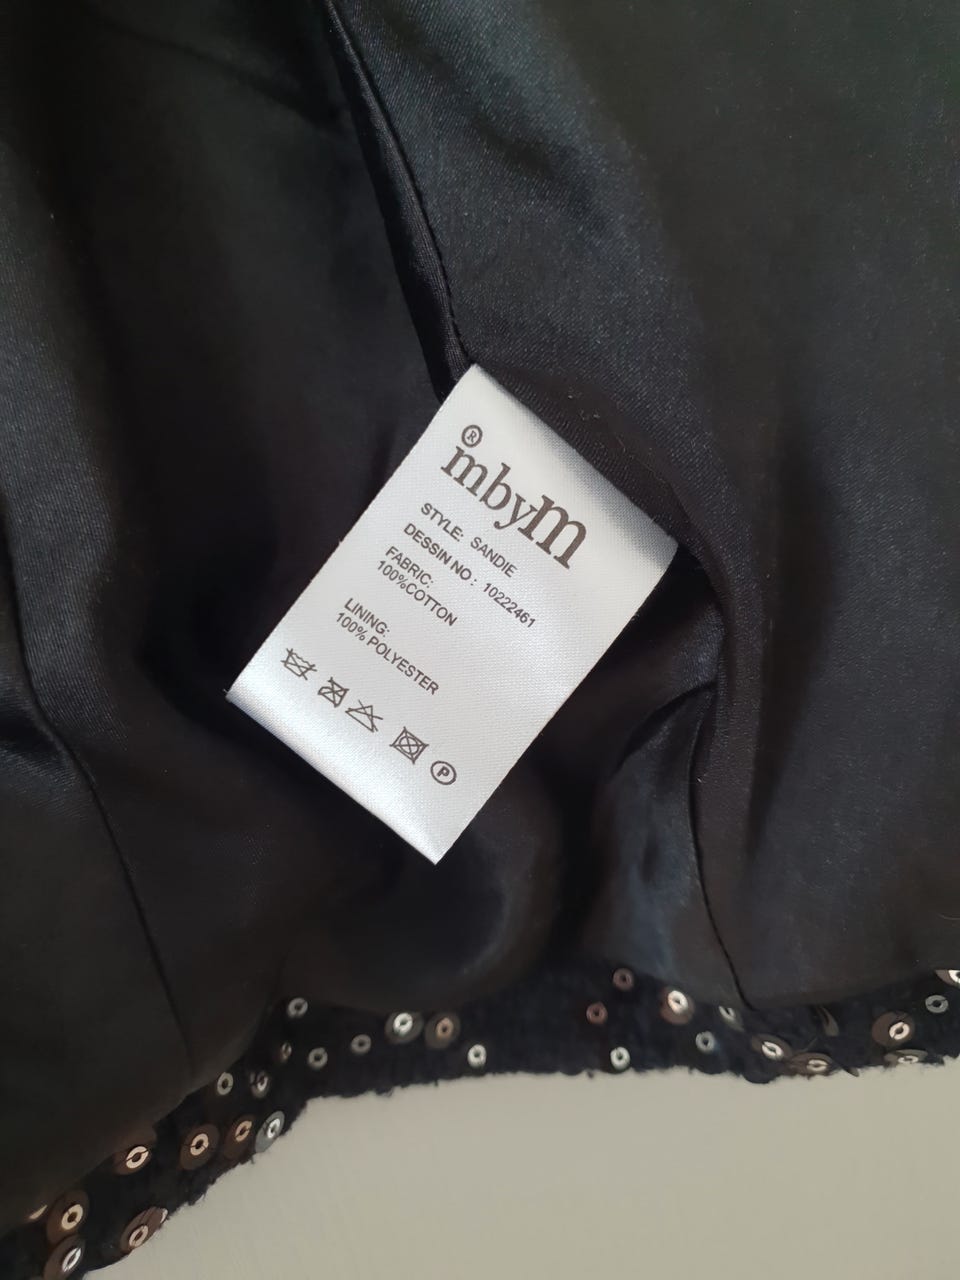 ®
mbyM
STYLE: SANDIE
DESSIN NO : 10222461
FABRIC:
100%COTTON
LINING:
100% POLYESTER
P